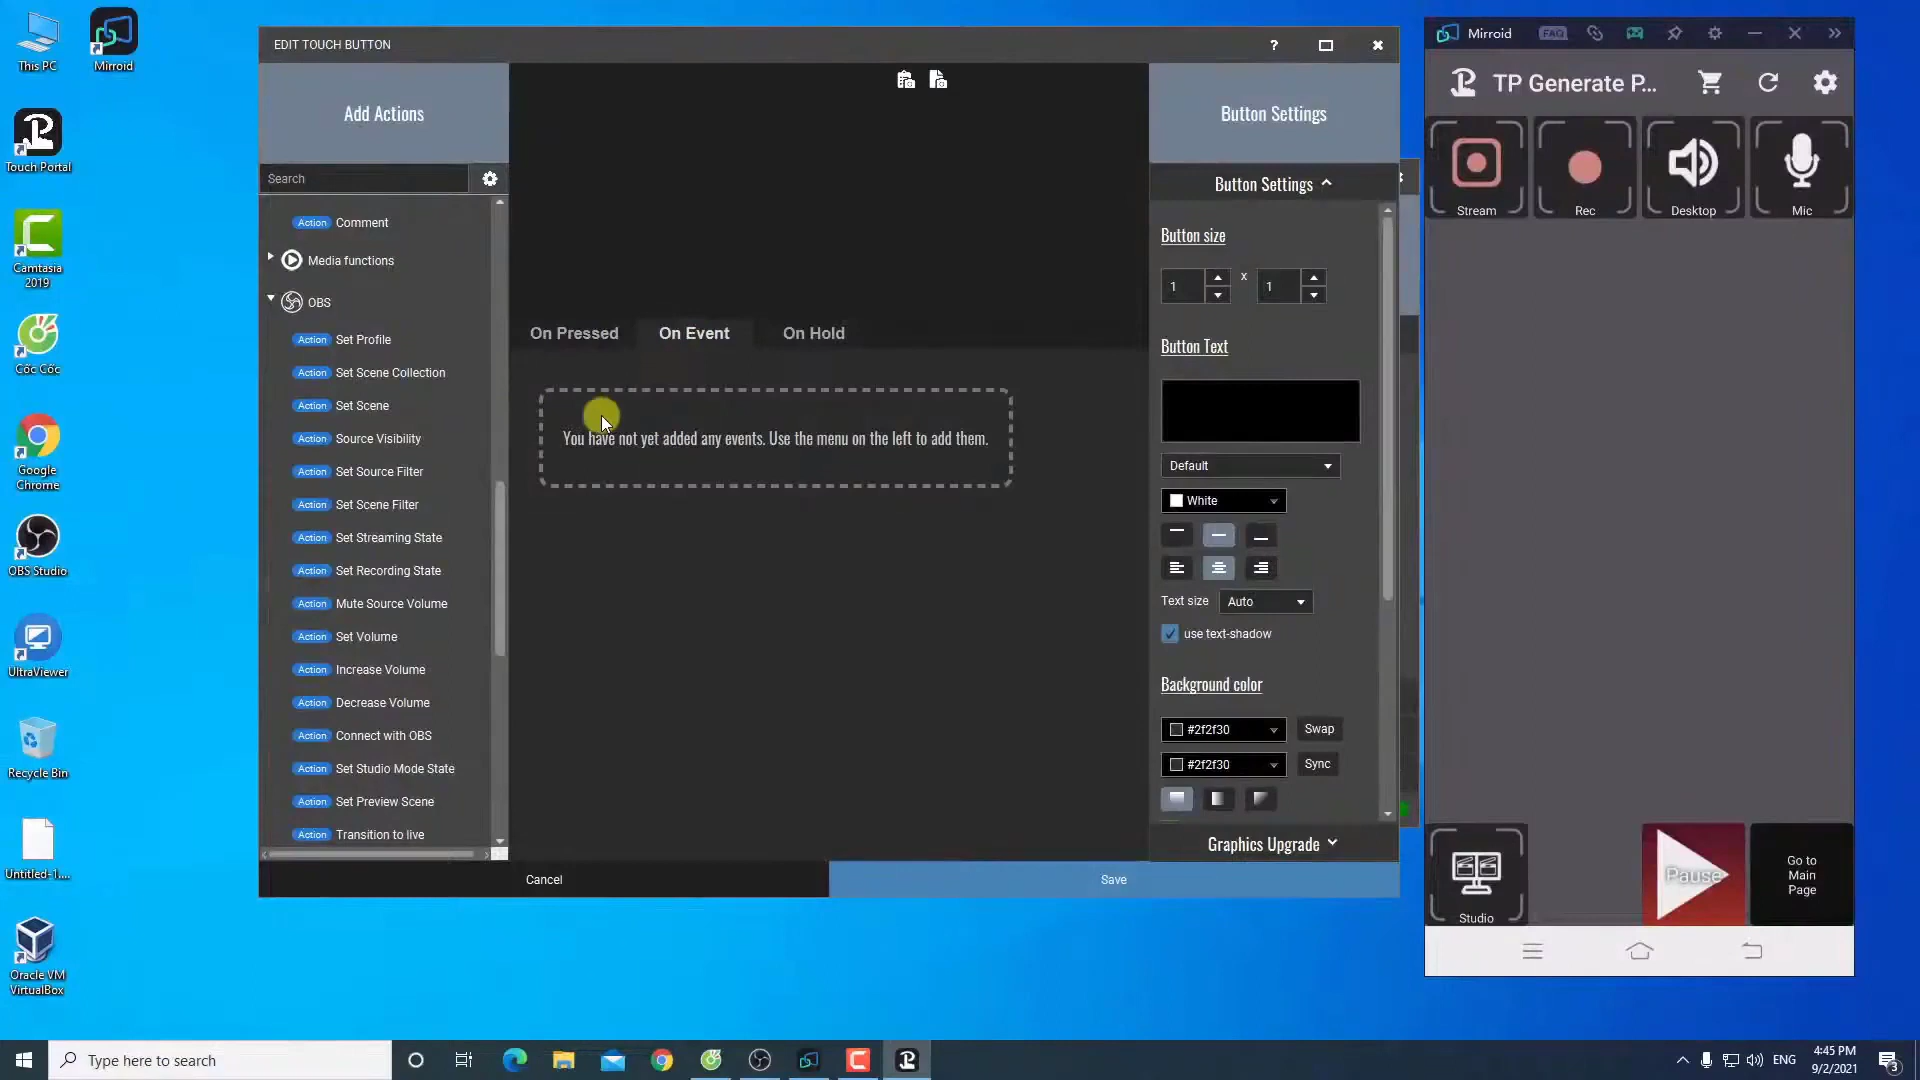 This PC
Mirroid
Touch Portal
Camtasia
2019
Cốc Cốc
Google
Chrome
OBS Studio
UltraViewer
Recycle Bin
Untitled-1....
Oracle VM
VirtualBox
EDIT TOUCH BUTTON
?
Add Actions
Search
Action Comment
Media functions
OBS
Action Set Profile
Action Set Scene Collection
Action Set Scene
Action Source Visibility
Action Set Source Filter
Action Set Scene Filter
Action Set Streaming State
Action Set Recording State
Action Mute Source Volume
Action Set Volume
Action Increase Volume
Action Decrease Volume
Action Connect with OBS
Action Set Studio Mode State
Action Set Preview Scene
Action Transition to live
On Pressed On Event On Hold
You have not yet added any events. Use the menu on the left to add them.
Cancel
Save
Button Settings
Button Settings
Button size
1 x 1
Button Text
Default
White
Text size Auto
use text-shadow
Background color
#2f2f30 Swap
#2f2f30 Sync
Graphics Upgrade
Mirroid FAQ
TP Generate P...
Stream Rec Desktop Mic
Studio
Pause
Go to
Main
Page
Type here to search
ENG
4:45 PM
9/2/2021
3